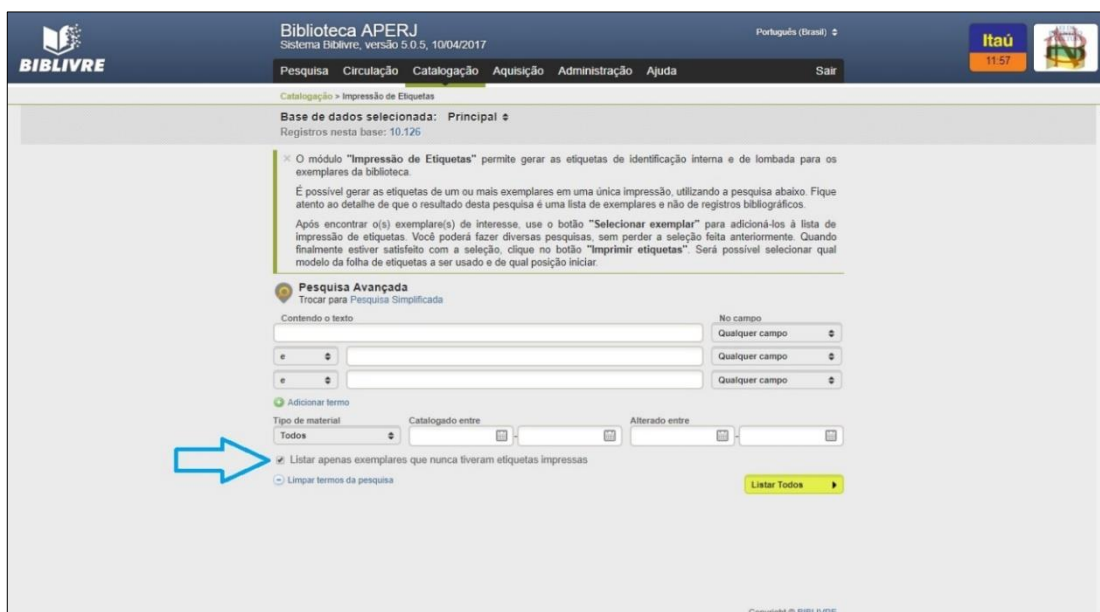 BIBLIVRE
Biblioteca APERJ
Sistema Biblivre, versão 5.0.5, 10/04/2017
Português (Brasil)
Itaú
11:57
Pesquisa Circulação Catalogação Aquisição Administração Ajuda Sair
Catalogação > Impressão de Etiquetas
Base de dados selecionada: Principal
Registros nesta base: 10.126
O módulo "Impressão de Etiquetas" permite gerar as etiquetas de identificação interna e de lombada para os
exemplares da biblioteca.
É possível gerar as etiquetas de um ou mais exemplares em uma única impressão, utilizando a pesquisa abaixo. Fique
atento ao detalhe de que o resultado desta pesquisa é uma lista de exemplares e não de registros bibliográficos.
Após encontrar o(s) exemplare(s) de interesse, use o botão "Selecionar exemplar" para adicioná-los à lista de
impressão de etiquetas. Você poderá fazer diversas pesquisas, sem perder a seleção feita anteriormente. Quando
finalmente estiver satisfeito com a seleção, clique no botão "Imprimir etiquetas". Será possível selecionar qual
modelo da folha de etiquetas a ser usado e de qual posição iniciar.
Pesquisa Avançada
Trocar para Pesquisa Simplificada
Contendo o texto No campo
Qualquer campo
e Qualquer campo
e Qualquer campo
Adicionar termo
Tipo de material Catalogado entre Alterado entre
Todos - -
Listar apenas exemplares que nunca tiveram etiquetas impressas
Limpar termos da pesquisa
Listar Todos
Copyright © BIBLIVRE